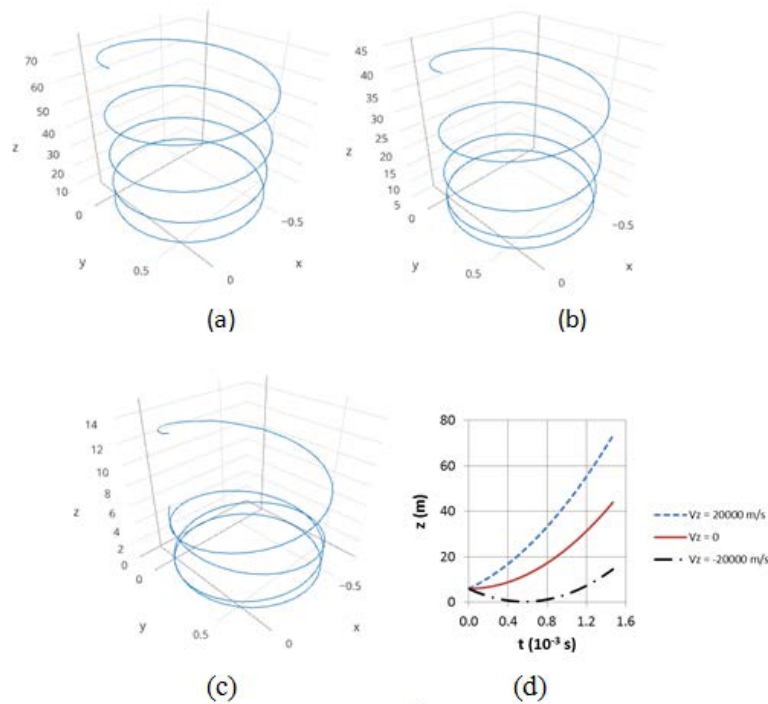 70
60
50
40
30
20
10
z
0
y
0.5
0
x
−0.5
(a)
45
40
35
30
25
20
15
10
5
z
0
y
0.5
0
x
−0.5
(b)
14
12
10
8
6
4
2
0
z
0
y
0.5
0
x
−0.5
(c)
80
60
40
20
0
z (m)
0.0 0.4 0.8 1.2 1.6
t (10⁻³ s)
Vz = 20000 m/s
Vz = 0
Vz = -20000 m/s
(d)